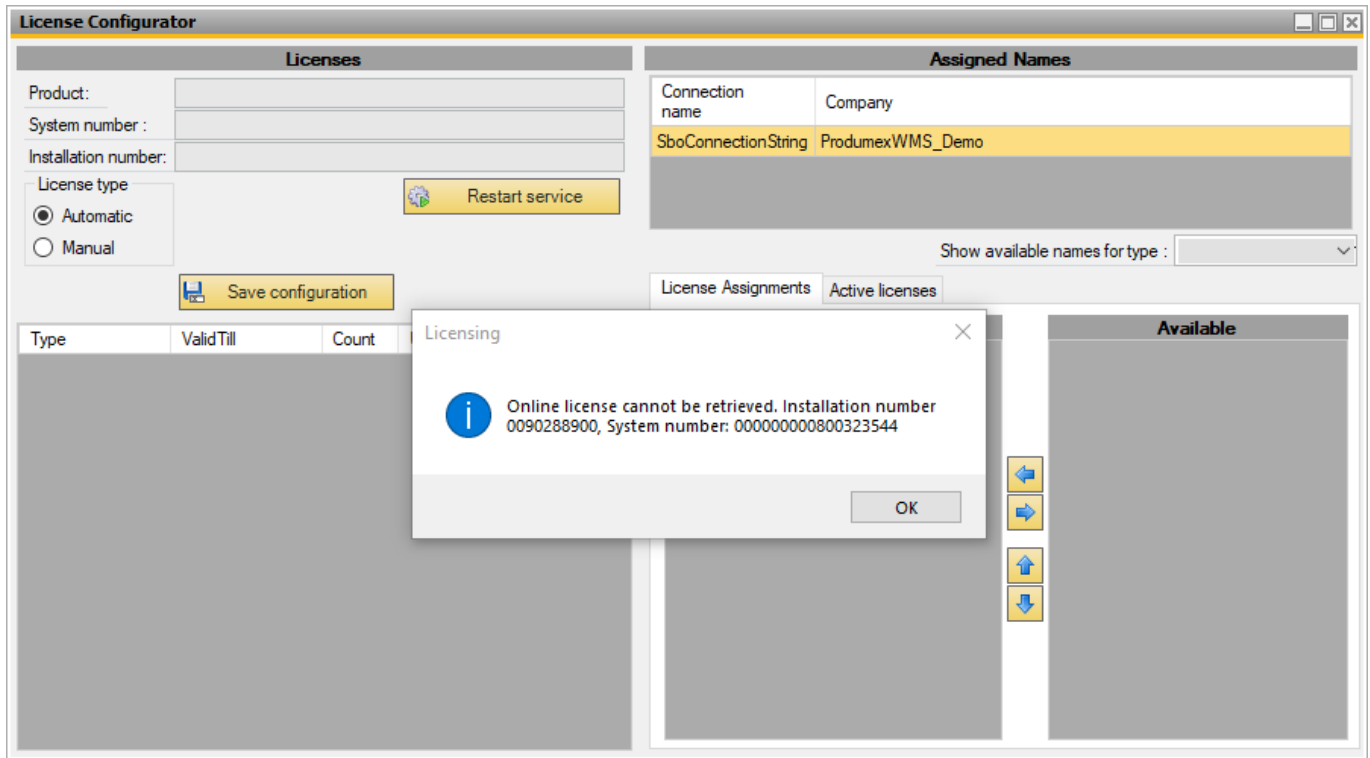 License Configurator
Licenses
Product:
System number :
Installation number:
License type
Automatic
Manual
Restart service
Save configuration
Type ValidTill Count
Assigned Names
Connection name Company
SboConnectionString ProdumexWMS_Demo
Show available names for type :
License Assignments Active licenses
Available
Licensing
Online license cannot be retrieved. Installation number
0090288900, System number: 000000000800323544
OK